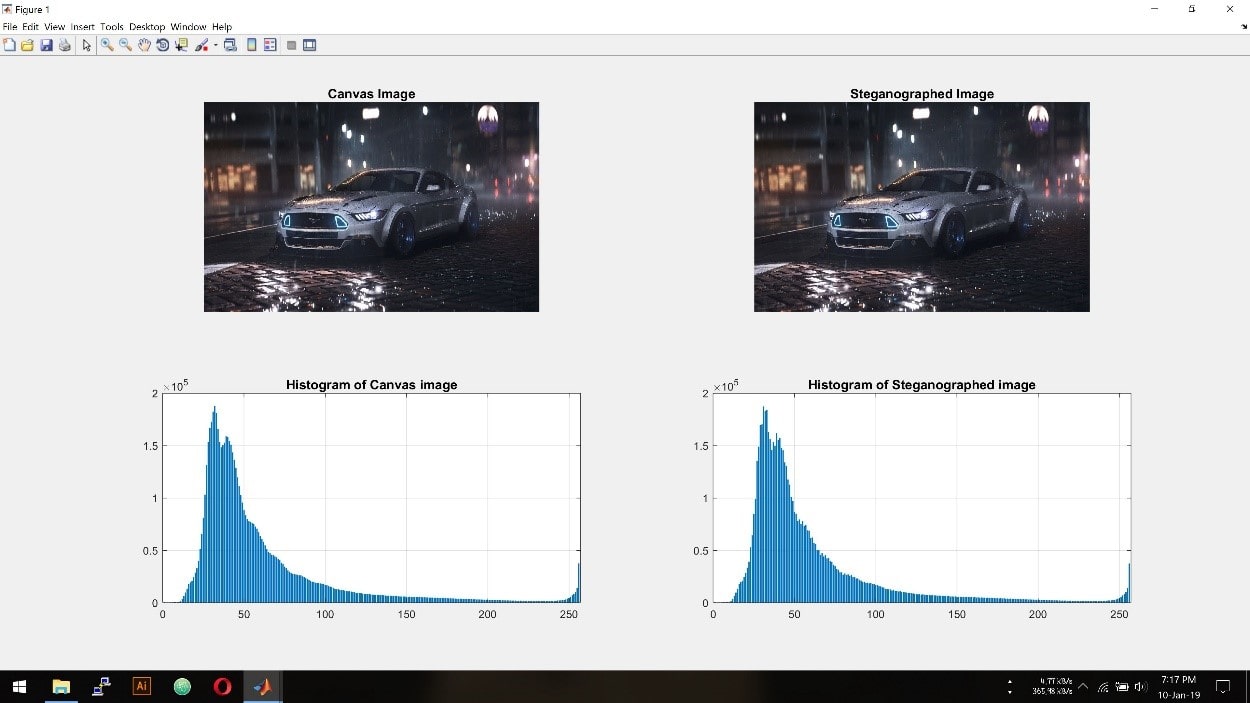 Figure 1
File Edit View Insert Tools Desktop Window Help
Canvas Image
Steganographed Image
Histogram of Canvas image
×10^5
2
1.5
1
0.5
0
0 50 100 150 200 250
Histogram of Steganographed image
×10^5
2
1.5
1
0.5
0
0 50 100 150 200 250
Ai
4.77 kB/s
365.98 kB/s
7:17 PM
10-Jan-19